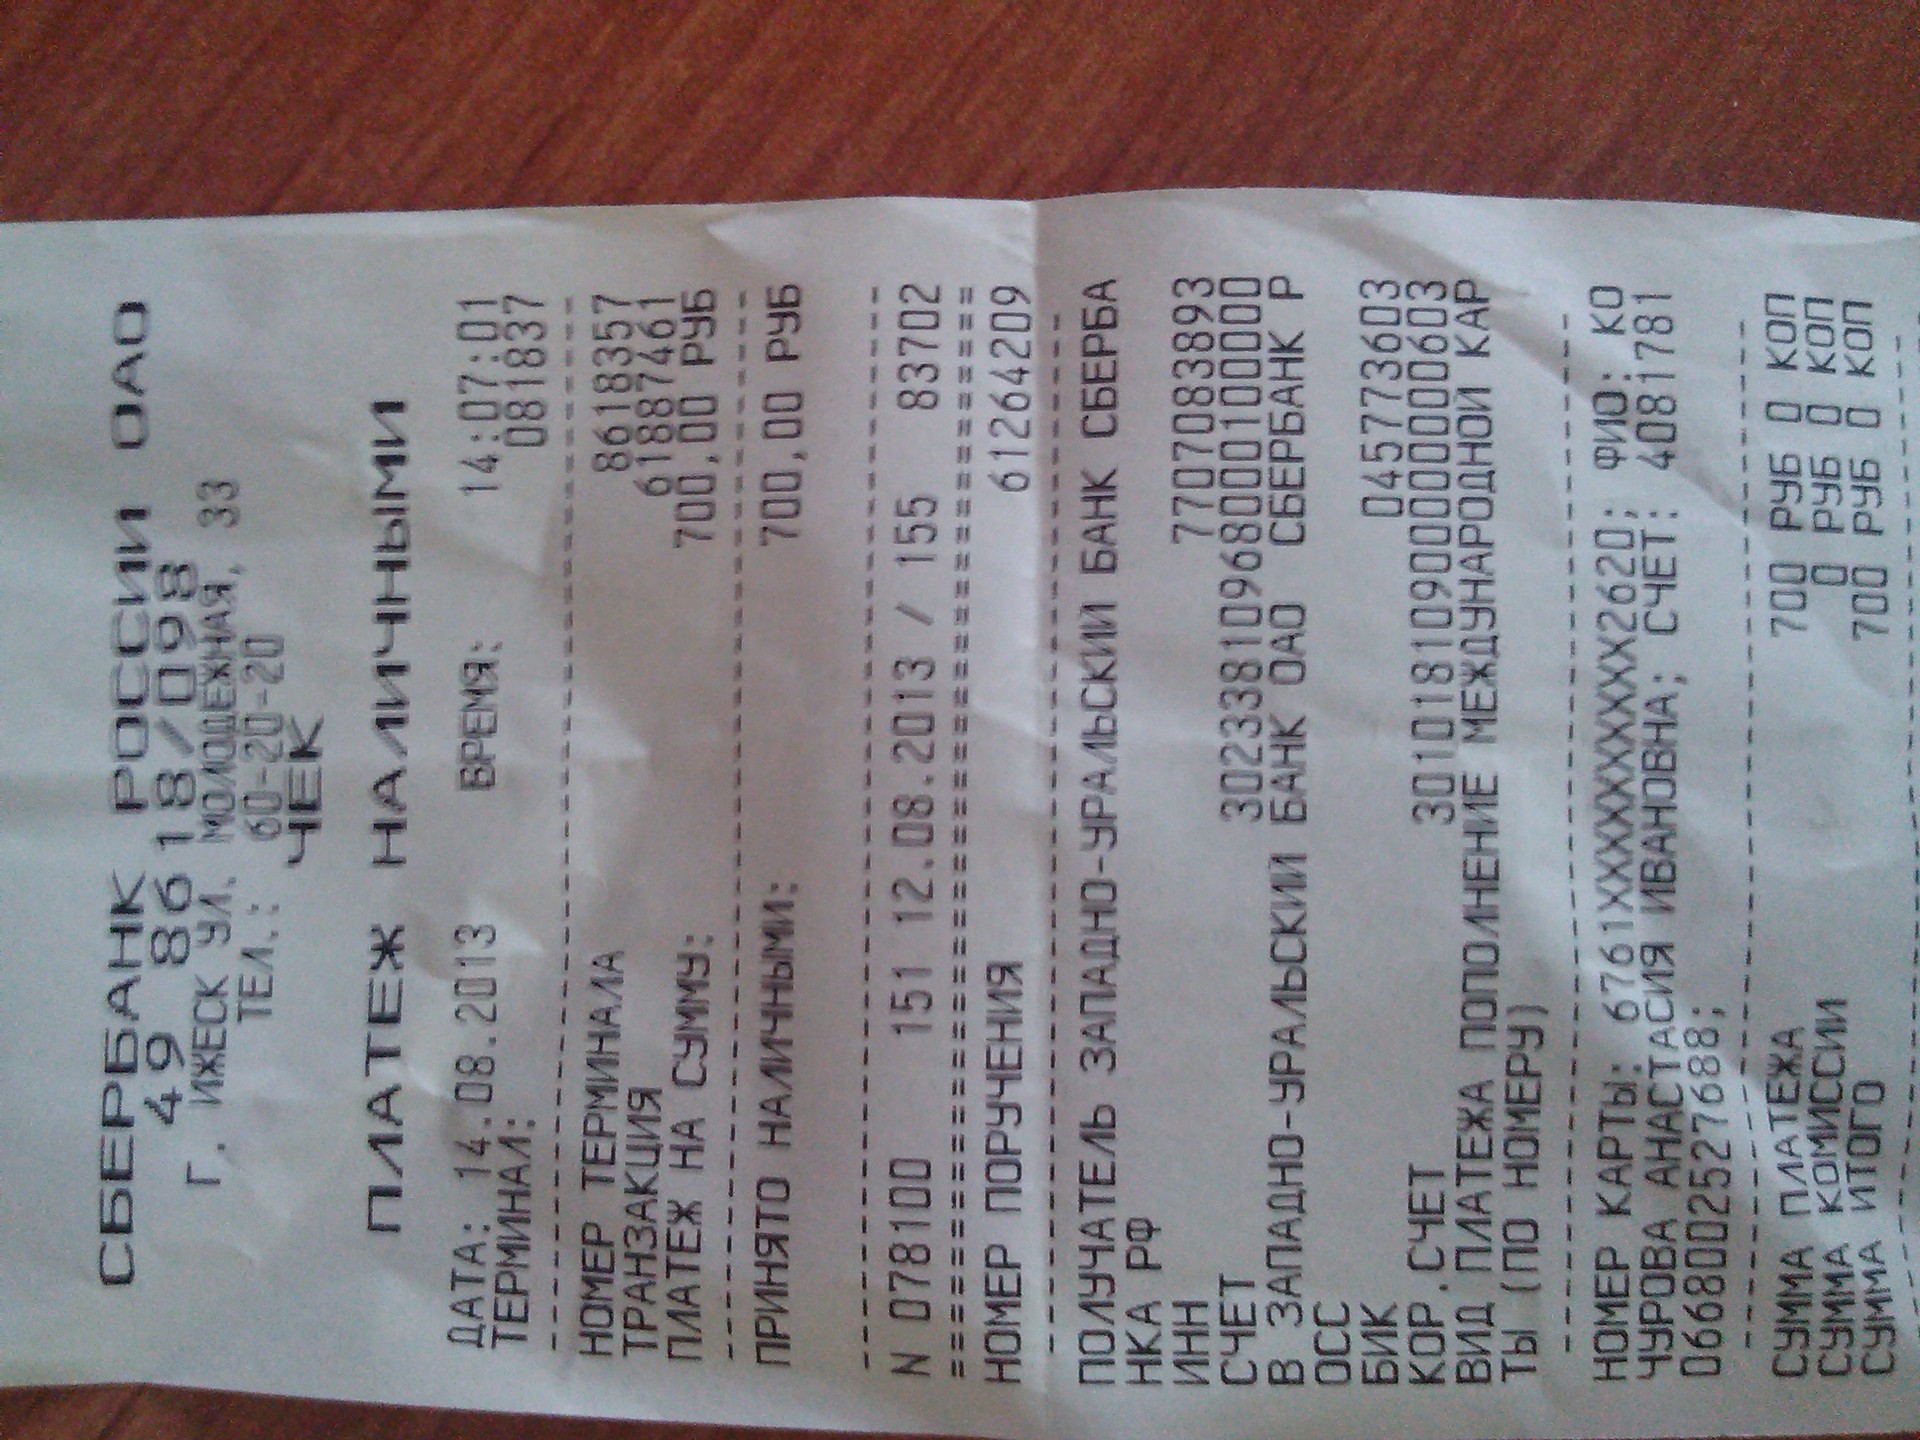 СБЕРБАНК РОССИИ ОАО
49 8618/098
Г. ИЖЕСК УЛ. МОЛОДЕЖНАЯ, 33
ТЕЛ.: 60-20-20
ЧЕК
ПЛАТЕЖ НАЛИЧНЫМИ
ДАТА: 14.08.2013 ВРЕМЯ: 14:07:01
ТЕРМИНАЛ: 081837
НОМЕР ТЕРМИНАЛА 8618357
ТРАНЗАКЦИЯ 61887461
ПЛАТЕЖ НА СУММУ: 700,00 РУБ
ПРИНЯТО НАЛИЧНЫМИ: 700,00 РУБ
N 078100 151 12.08.2013 / 155 83702
НОМЕР ПОРУЧЕНИЯ 61264209
ПОЛУЧАТЕЛЬ ЗАПАДНО-УРАЛЬСКИЙ БАНК СБЕРБА
НКА РФ
ИНН 7707083893
СЧЕТ 30233810968000100000
В ЗАПАДНО-УРАЛЬСКИЙ БАНК ОАО СБЕРБАНК Р
ОСС
БИК 045773603
КОР.СЧЕТ 30101810900000000603
ВИД ПЛАТЕЖА ПОПОЛНЕНИЕ МЕЖДУНАРОДНОЙ КАР
ТЫ (ПО НОМЕРУ)
НОМЕР КАРТЫ: 6761XXXXXXXXXX2620; ФИО: КО
ЧУРОВА АНАСТАСИЯ ИВАНОВНА; СЧЕТ: 4081781
0668002527688;
СУММА ПЛАТЕЖА 700 РУБ 0 КОП
СУММА КОМИССИИ 0 РУБ 0 КОП
СУММА ИТОГО 700 РУБ 0 КОП